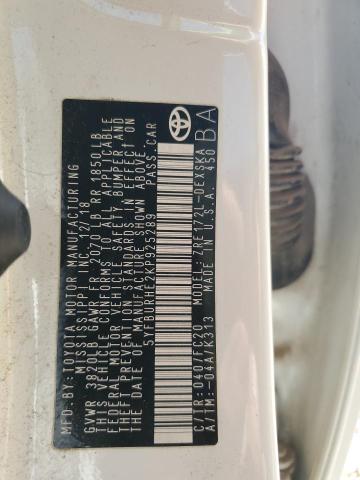 MFD. BY: TOYOTA MOTOR MANUFACTURING
MISSISSIPPI INC. 12/18
GVWR 3820LB GAWR FR 2070LB RR 1850LB
THIS VEHICLE CONFORMS TO ALL APPLICABLE
FEDERAL MOTOR VEHICLE SAFETY, BUMPER AND
THEFT PREVENTION STANDARDS IN EFFECT ON
THE DATE OF MANUFACTURE SHOWN ABOVE.
5YFBURHE2KP925289 PASS.CAR
C/TR:040/FK20 MODEL:ZRE172L-DEXSKA
A/TM:-04A/K313 MADE IN U.S.A. 450 BA
TOYOTA